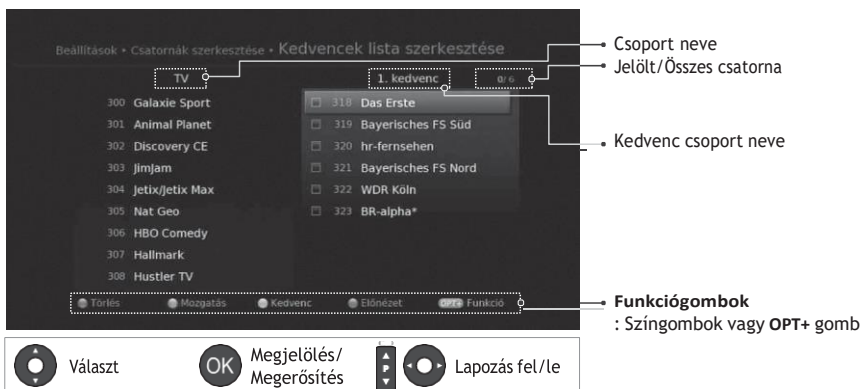 Beállítások • Csatornák szerkesztése • Kedvencek lista szerkesztése
TV
1. kedvenc
0/ 6
300 Galaxie Sport
301 Animal Planet
302 Discovery CE
303 JimJam
304 Jetix/Jetix Max
305 Nat Geo
306 HBO Comedy
307 Hallmark
308 Hustler TV
318 Das Erste
319 Bayerisches FS Süd
320 hr-fernsehen
321 Bayerisches FS Nord
322 WDR Köln
323 BR-alpha*
Törlés Mozgatás Kedvenc Előnézet OPT+ Funkció
Csoport neve
Jelölt/Összes csatorna
Kedvenc csoport neve
Funkciógombok
: Színgombok vagy OPT+ gomb
Választ
OK Megjelölés/
Megerősítés
P
Lapozás fel/le